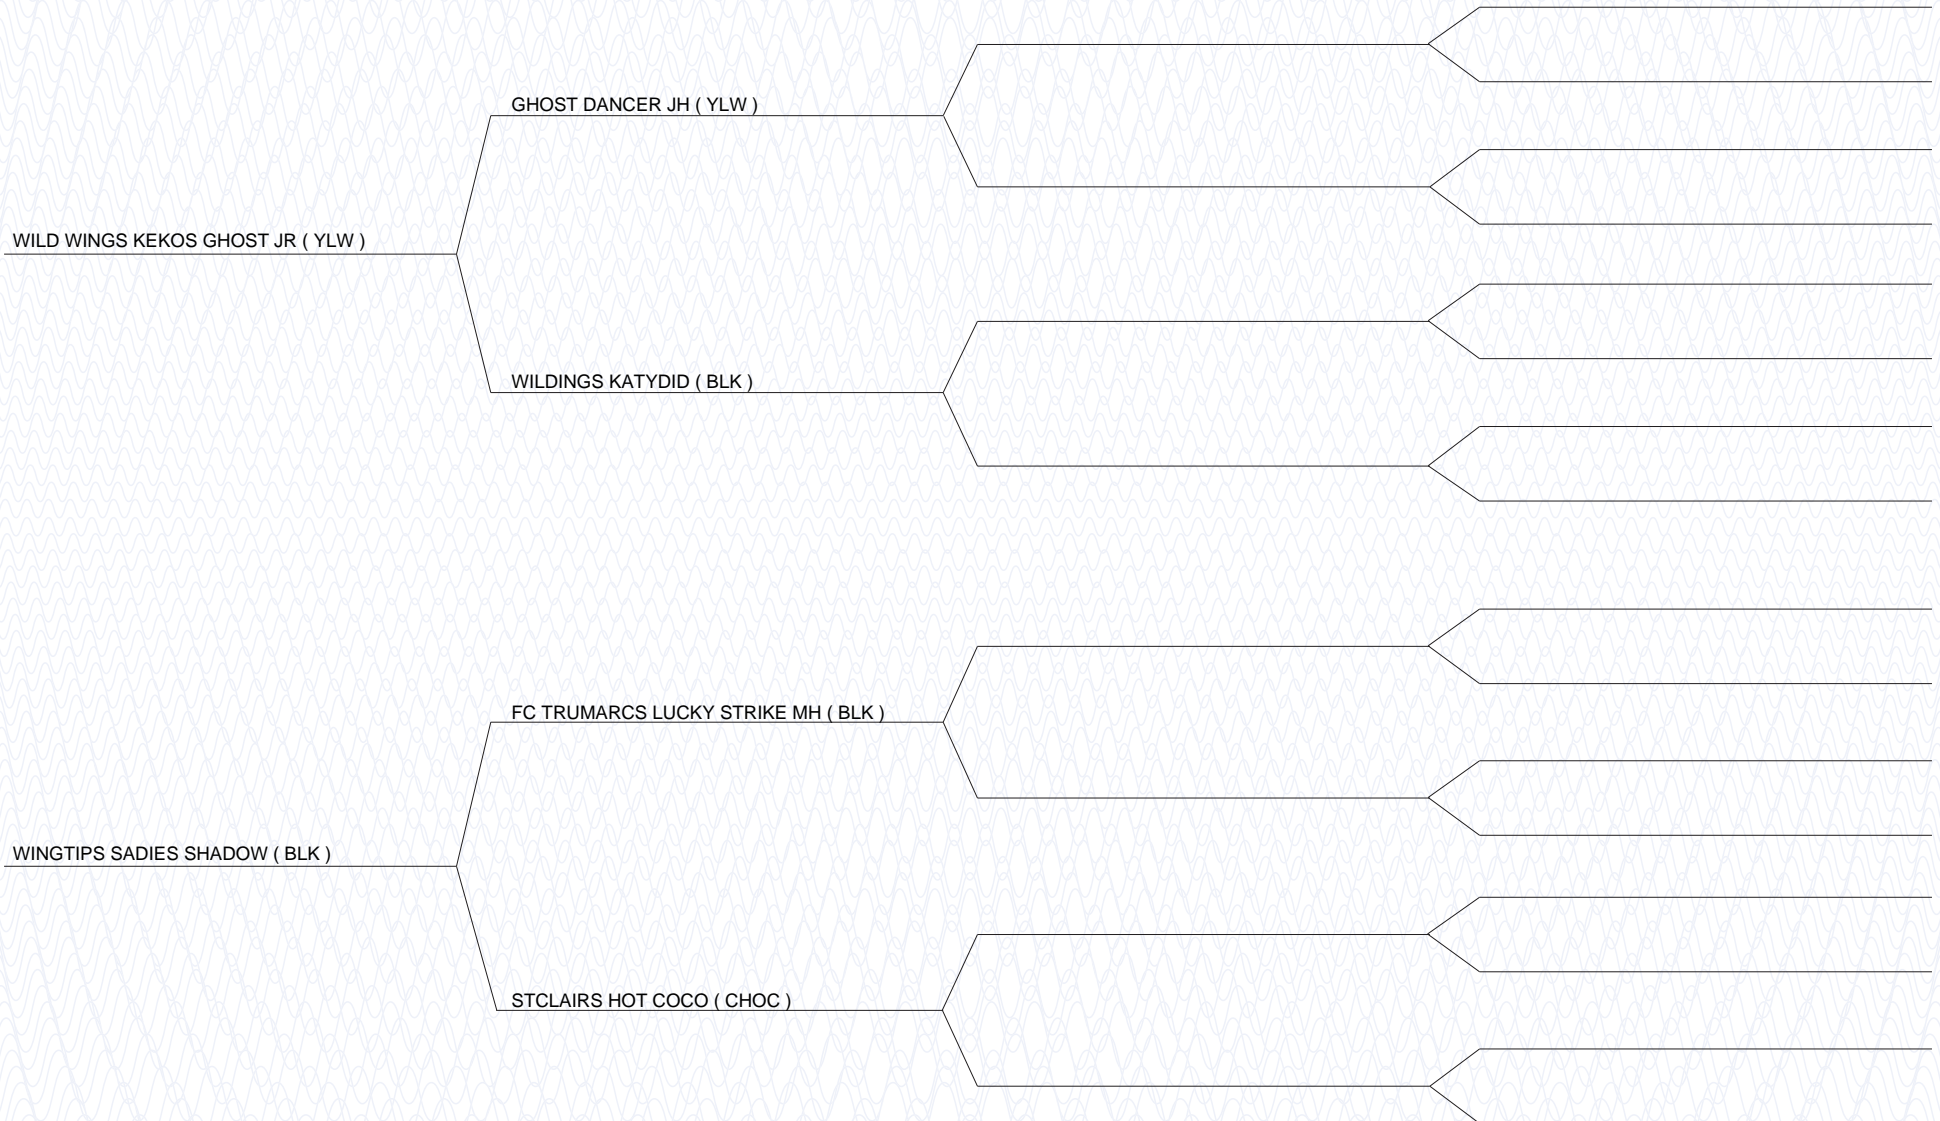 GHOST DANCER JH ( YLW )
WILD WINGS KEKOS GHOST JR ( YLW )
WILDINGS KATYDID ( BLK )
FC TRUMARCS LUCKY STRIKE MH ( BLK )
WINGTIPS SADIES SHADOW ( BLK )
STCLAIRS HOT COCO ( CHOC )